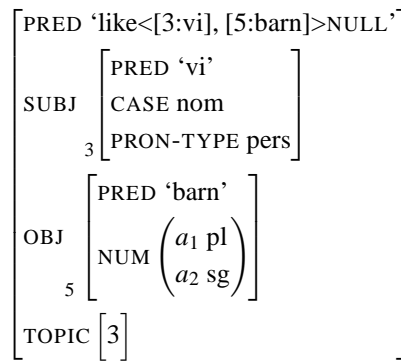 PRED ‘like<[3:vi], [5:barn]>NULL’
PRED ‘vi’
SUBJ CASE nom
3 PRON-TYPE pers
PRED ‘barn’
OBJ NUM a1 pl
a2 sg
5
TOPIC [3]